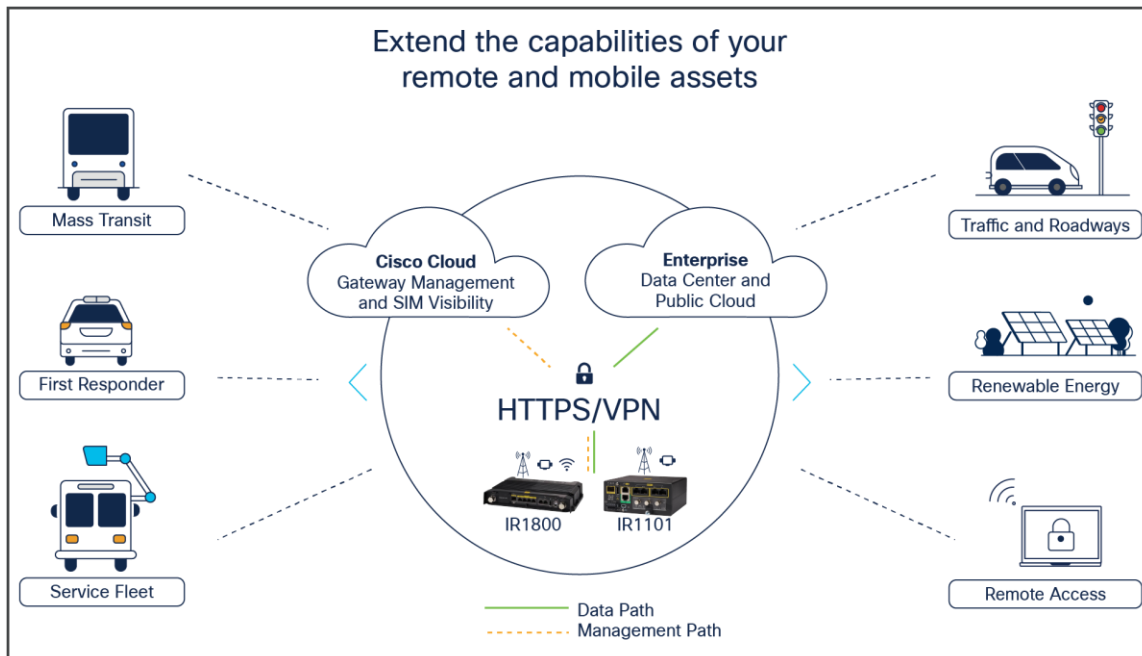 Extend the capabilities of your
remote and mobile assets
Mass Transit
First Responder
Service Fleet
Cisco Cloud
Gateway Management
and SIM Visibility
Enterprise
Data Center and
Public Cloud
HTTPS/VPN
IR1800
IR1101
Traffic and Roadways
Renewable Energy
Remote Access
Data Path
Management Path